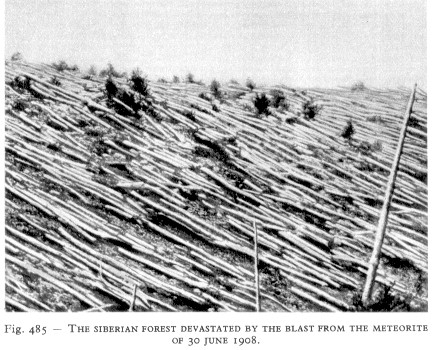 Fig. 485 — The siberian forest devastated by the blast from the meteorite
of 30 june 1908.